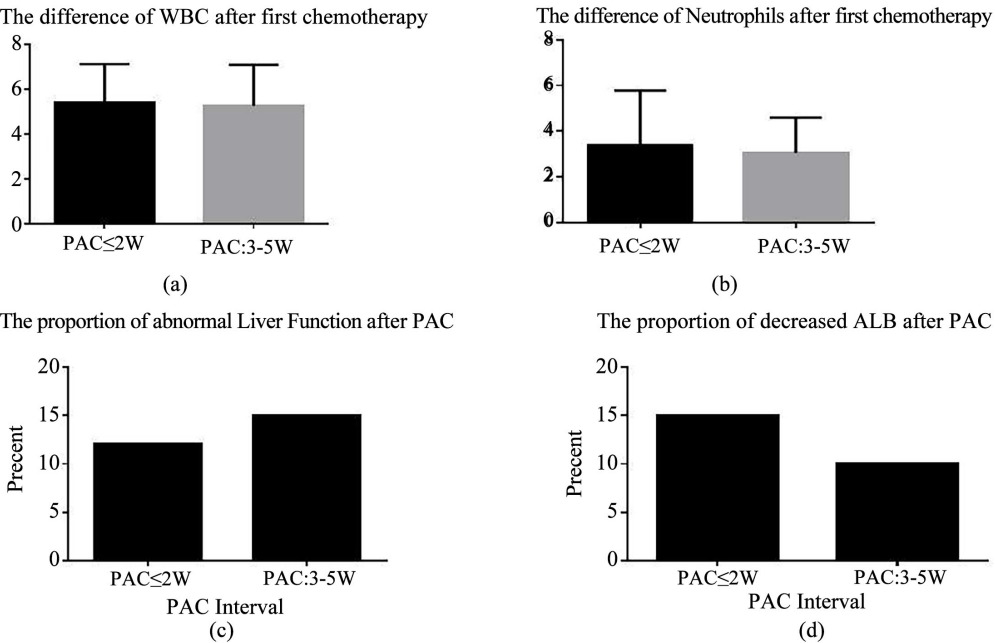 The difference of WBC after first chemotherapy
8
6
4
2
0
PAC≤2W
PAC:3-5W
(a)
The difference of Neutrophils after first chemotherapy
8
6
4
2
0
PAC≤2W
PAC:3-5W
(b)
The proportion of abnormal Liver Function after PAC
20
15
10
5
0
Precent
PAC≤2W
PAC:3-5W
PAC Interval
(c)
The proportion of decreased ALB after PAC
20
15
10
5
0
Precent
PAC≤2W
PAC:3-5W
PAC Interval
(d)